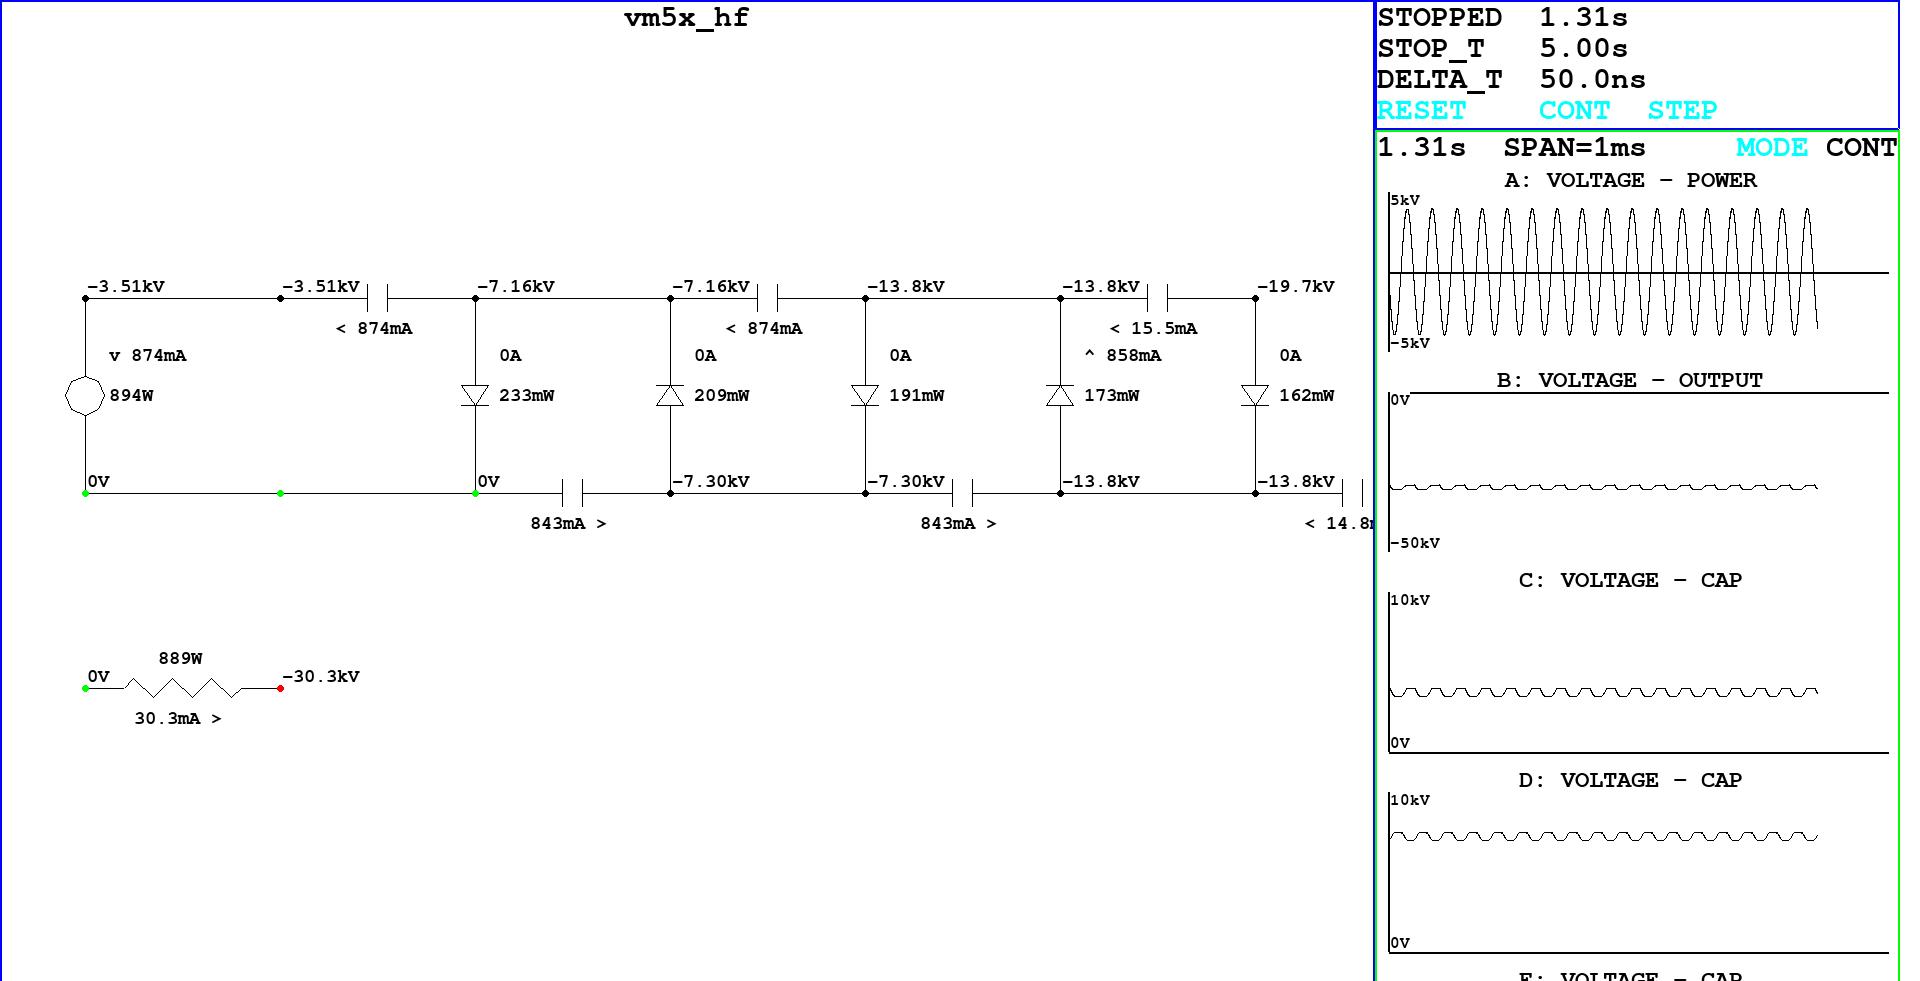 vm5x_hf
-3.51kV -3.51kV -7.16kV -7.16kV -13.8kV -13.8kV -19.7kV
< 874mA < 874mA < 15.5mA
v 874mA 0A 0A 0A ^ 858mA 0A
894W 233mW 209mW 191mW 173mW 162mW
0V 0V -7.30kV -7.30kV -13.8kV -13.8kV
843mA > 843mA > < 14.8
889W
0V -30.3kV
30.3mA >
STOPPED 1.31s
STOP_T 5.00s
DELTA_T 50.0ns
RESET CONT STEP
1.31s SPAN=1ms MODE CONT
A: VOLTAGE - POWER
5kV
-5kV
B: VOLTAGE - OUTPUT
0V
-50kV
C: VOLTAGE - CAP
10kV
0V
D: VOLTAGE - CAP
10kV
0V
E: VOLTAGE - CAP